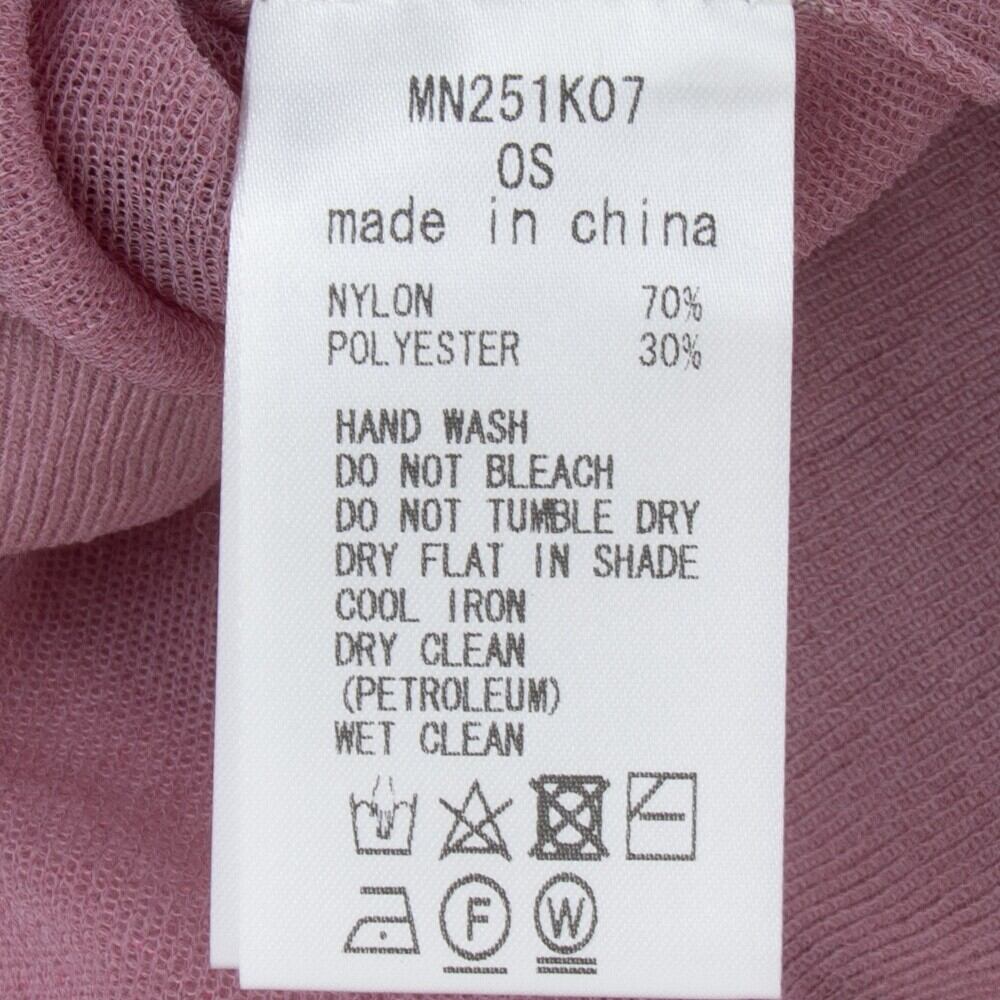 MN251K07
OS
made in china
NYLON 70%
POLYESTER 30%
HAND WASH
DO NOT BLEACH
DO NOT TUMBLE DRY
DRY FLAT IN SHADE
COOL IRON
DRY CLEAN
(PETROLEUM)
WET CLEAN
F W